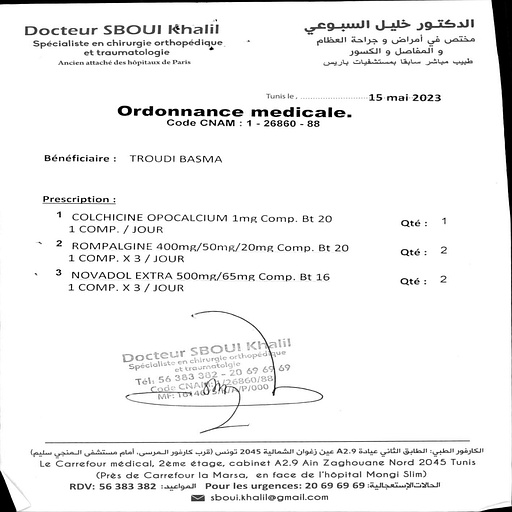 Docteur SBOUI Khalil
Spécialiste en chirurgie orthopédique
et traumatologie
Ancien attaché des hôpitaux de Paris
الدكتور خليل السبوعي
مختص في أمراض و جراحة العظام
و المفاصل و الكسور
طبيب مباشر سابقا بمستشفيات باريس
Tunis le, ........................ 15 mai 2023
Ordonnance medicale.
Code CNAM : 1 - 26860 - 88
Bénéficiaire : TROUDI BASMA
Prescription :
1 COLCHICINE OPOCALCIUM 1mg Comp. Bt 20 Qté : 1
1 COMP. / JOUR
2 ROMPALGINE 400mg/50mg/20mg Comp. Bt 20 Qté : 2
1 COMP. X 3 / JOUR
3 NOVADOL EXTRA 500mg/65mg Comp. Bt 16 Qté : 2
1 COMP. X 3 / JOUR
Docteur SBOUI Khalil
Spécialiste en chirurgie orthopédique
et traumatologie
Tél: 56 383 382 - 20 69 69 69
Code CNAM: 1/26860/88
الكارفور الطبي: الطابق الثاني عيادة A2.9 عين زغوان الشمالية 2045 تونس (قرب كارفور المرسى، أمام مستشفى المنجي سليم)
Le Carrefour médical, 2ème étage, cabinet A2.9 Ain Zaghouane Nord 2045 Tunis
(Près de Carrefour la Marsa, en face de l'hôpital Mongi Slim)
RDV: 56 383 382 المواعيد: Pour les urgences: 20 69 69 69 الحالات الإستعجالية:
sboui.khalil@gmail.com